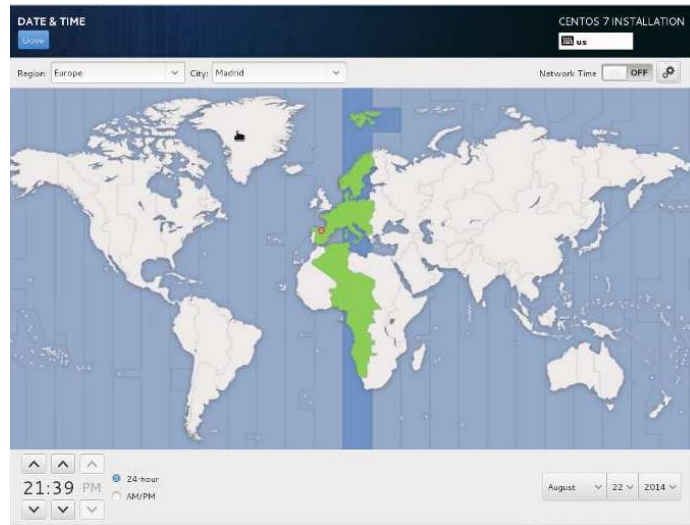 DATE & TIME
CENTOS 7 INSTALLATION
Done
us
Region: Europe
City: Madrid
Network Time OFF
21:39 PM
24-hour
AM/PM
August 22 2014